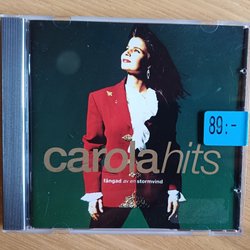 89:-
carolahits
fångad av en stormvind